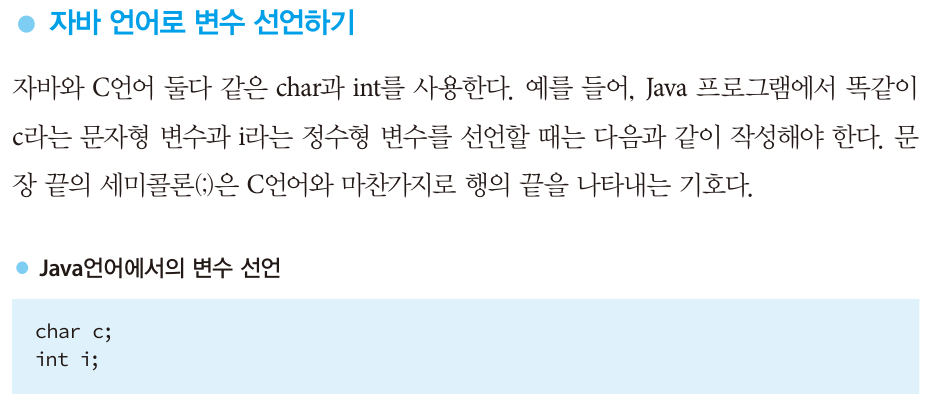 자바 언어로 변수 선언하기
자바와 C언어 둘다 같은 char과 int를 사용한다. 예를 들어, Java 프로그램에서 똑같이
c라는 문자형 변수과 i라는 정수형 변수를 선언할 때는 다음과 같이 작성해야 한다. 문
장 끝의 세미콜론(;)은 C언어와 마찬가지로 행의 끝을 나타내는 기호다.
Java언어에서의 변수 선언
char c;
int i;